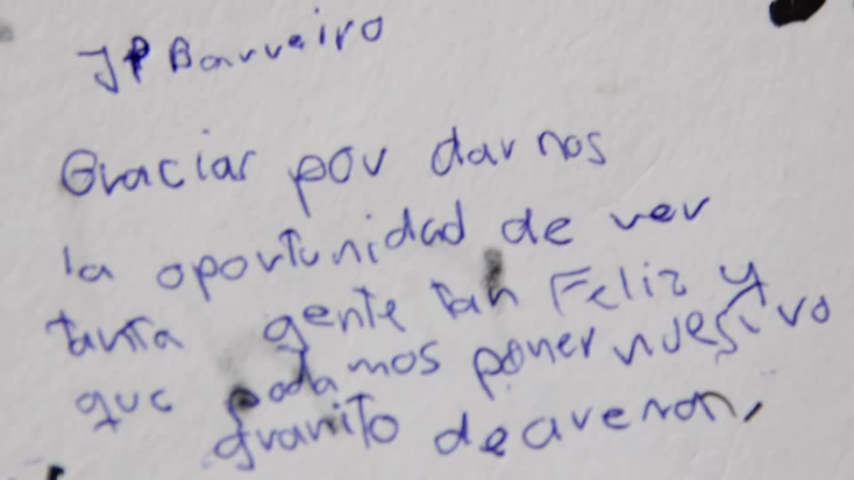 JP Barreiro
Gracias por darnos
la oportunidad de ver
tanta gente tan Feliz y
que podamos poner nuestro
granito de arena,